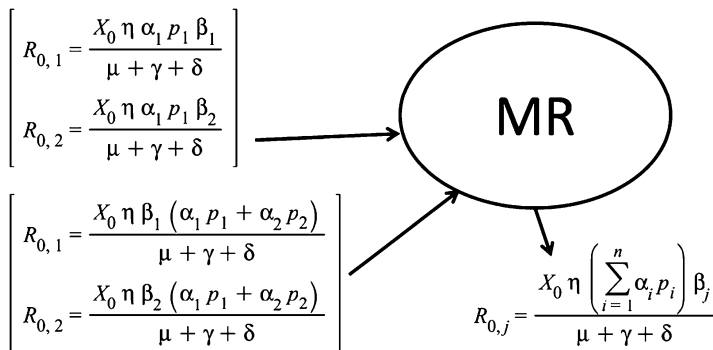 R₀,₁ = X₀ η α₁ p₁ β₁ / μ + γ + δ
R₀,₂ = X₀ η α₁ p₁ β₂ / μ + γ + δ
MR
R₀,₁ = X₀ η β₁ (α₁ p₁ + α₂ p₂) / μ + γ + δ
R₀,₂ = X₀ η β₂ (α₁ p₁ + α₂ p₂) / μ + γ + δ
R₀,ⱼ = X₀ η (∑ⁿᵢ₌₁ αᵢ pᵢ) βⱼ / μ + γ + δ